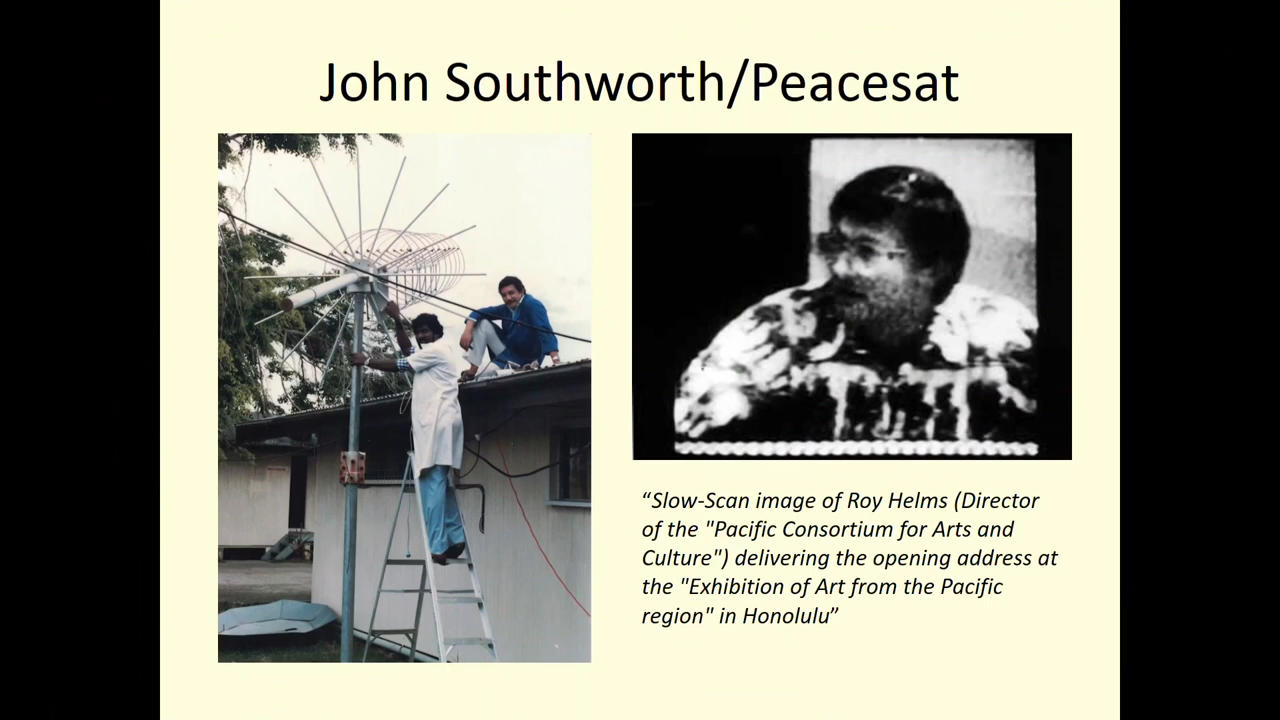 John Southworth/Peacesat
“Slow-Scan image of Roy Helms (Director
of the "Pacific Consortium for Arts and
Culture") delivering the opening address at
the "Exhibition of Art from the Pacific
region" in Honolulu”